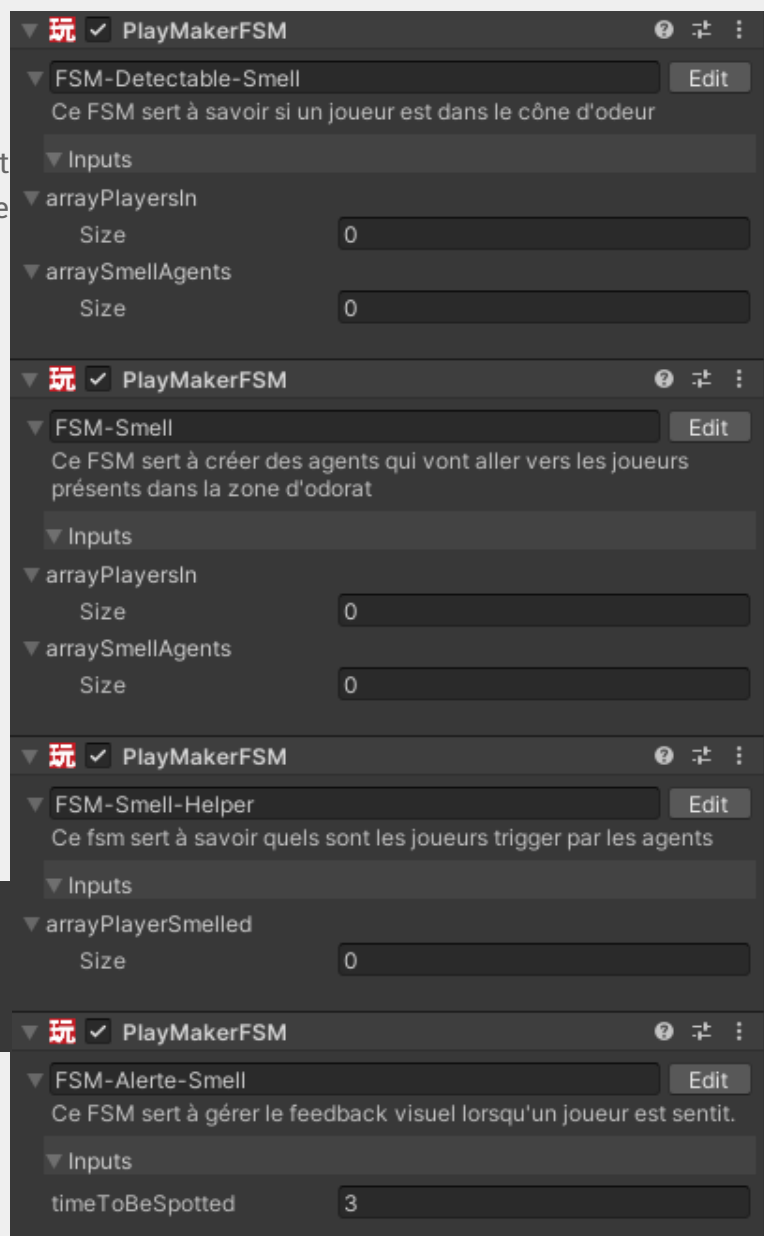 玩 PlayMakerFSM
FSM-Detectable-Smell Edit
Ce FSM sert à savoir si un joueur est dans le cône d'odeur
Inputs
t
arrayPlayersIn
e
Size 0
arraySmellAgents
Size 0
玩 PlayMakerFSM
FSM-Smell Edit
Ce FSM sert à créer des agents qui vont aller vers les joueurs
présents dans la zone d'odorat
Inputs
arrayPlayersIn
Size 0
arraySmellAgents
Size 0
玩 PlayMakerFSM
FSM-Smell-Helper Edit
Ce fsm sert à savoir quels sont les joueurs trigger par les agents
Inputs
arrayPlayerSmelled
Size 0
玩 PlayMakerFSM
FSM-Alerte-Smell Edit
Ce FSM sert à gérer le feedback visuel lorsqu'un joueur est sentit.
Inputs
timeToBeSpotted 3